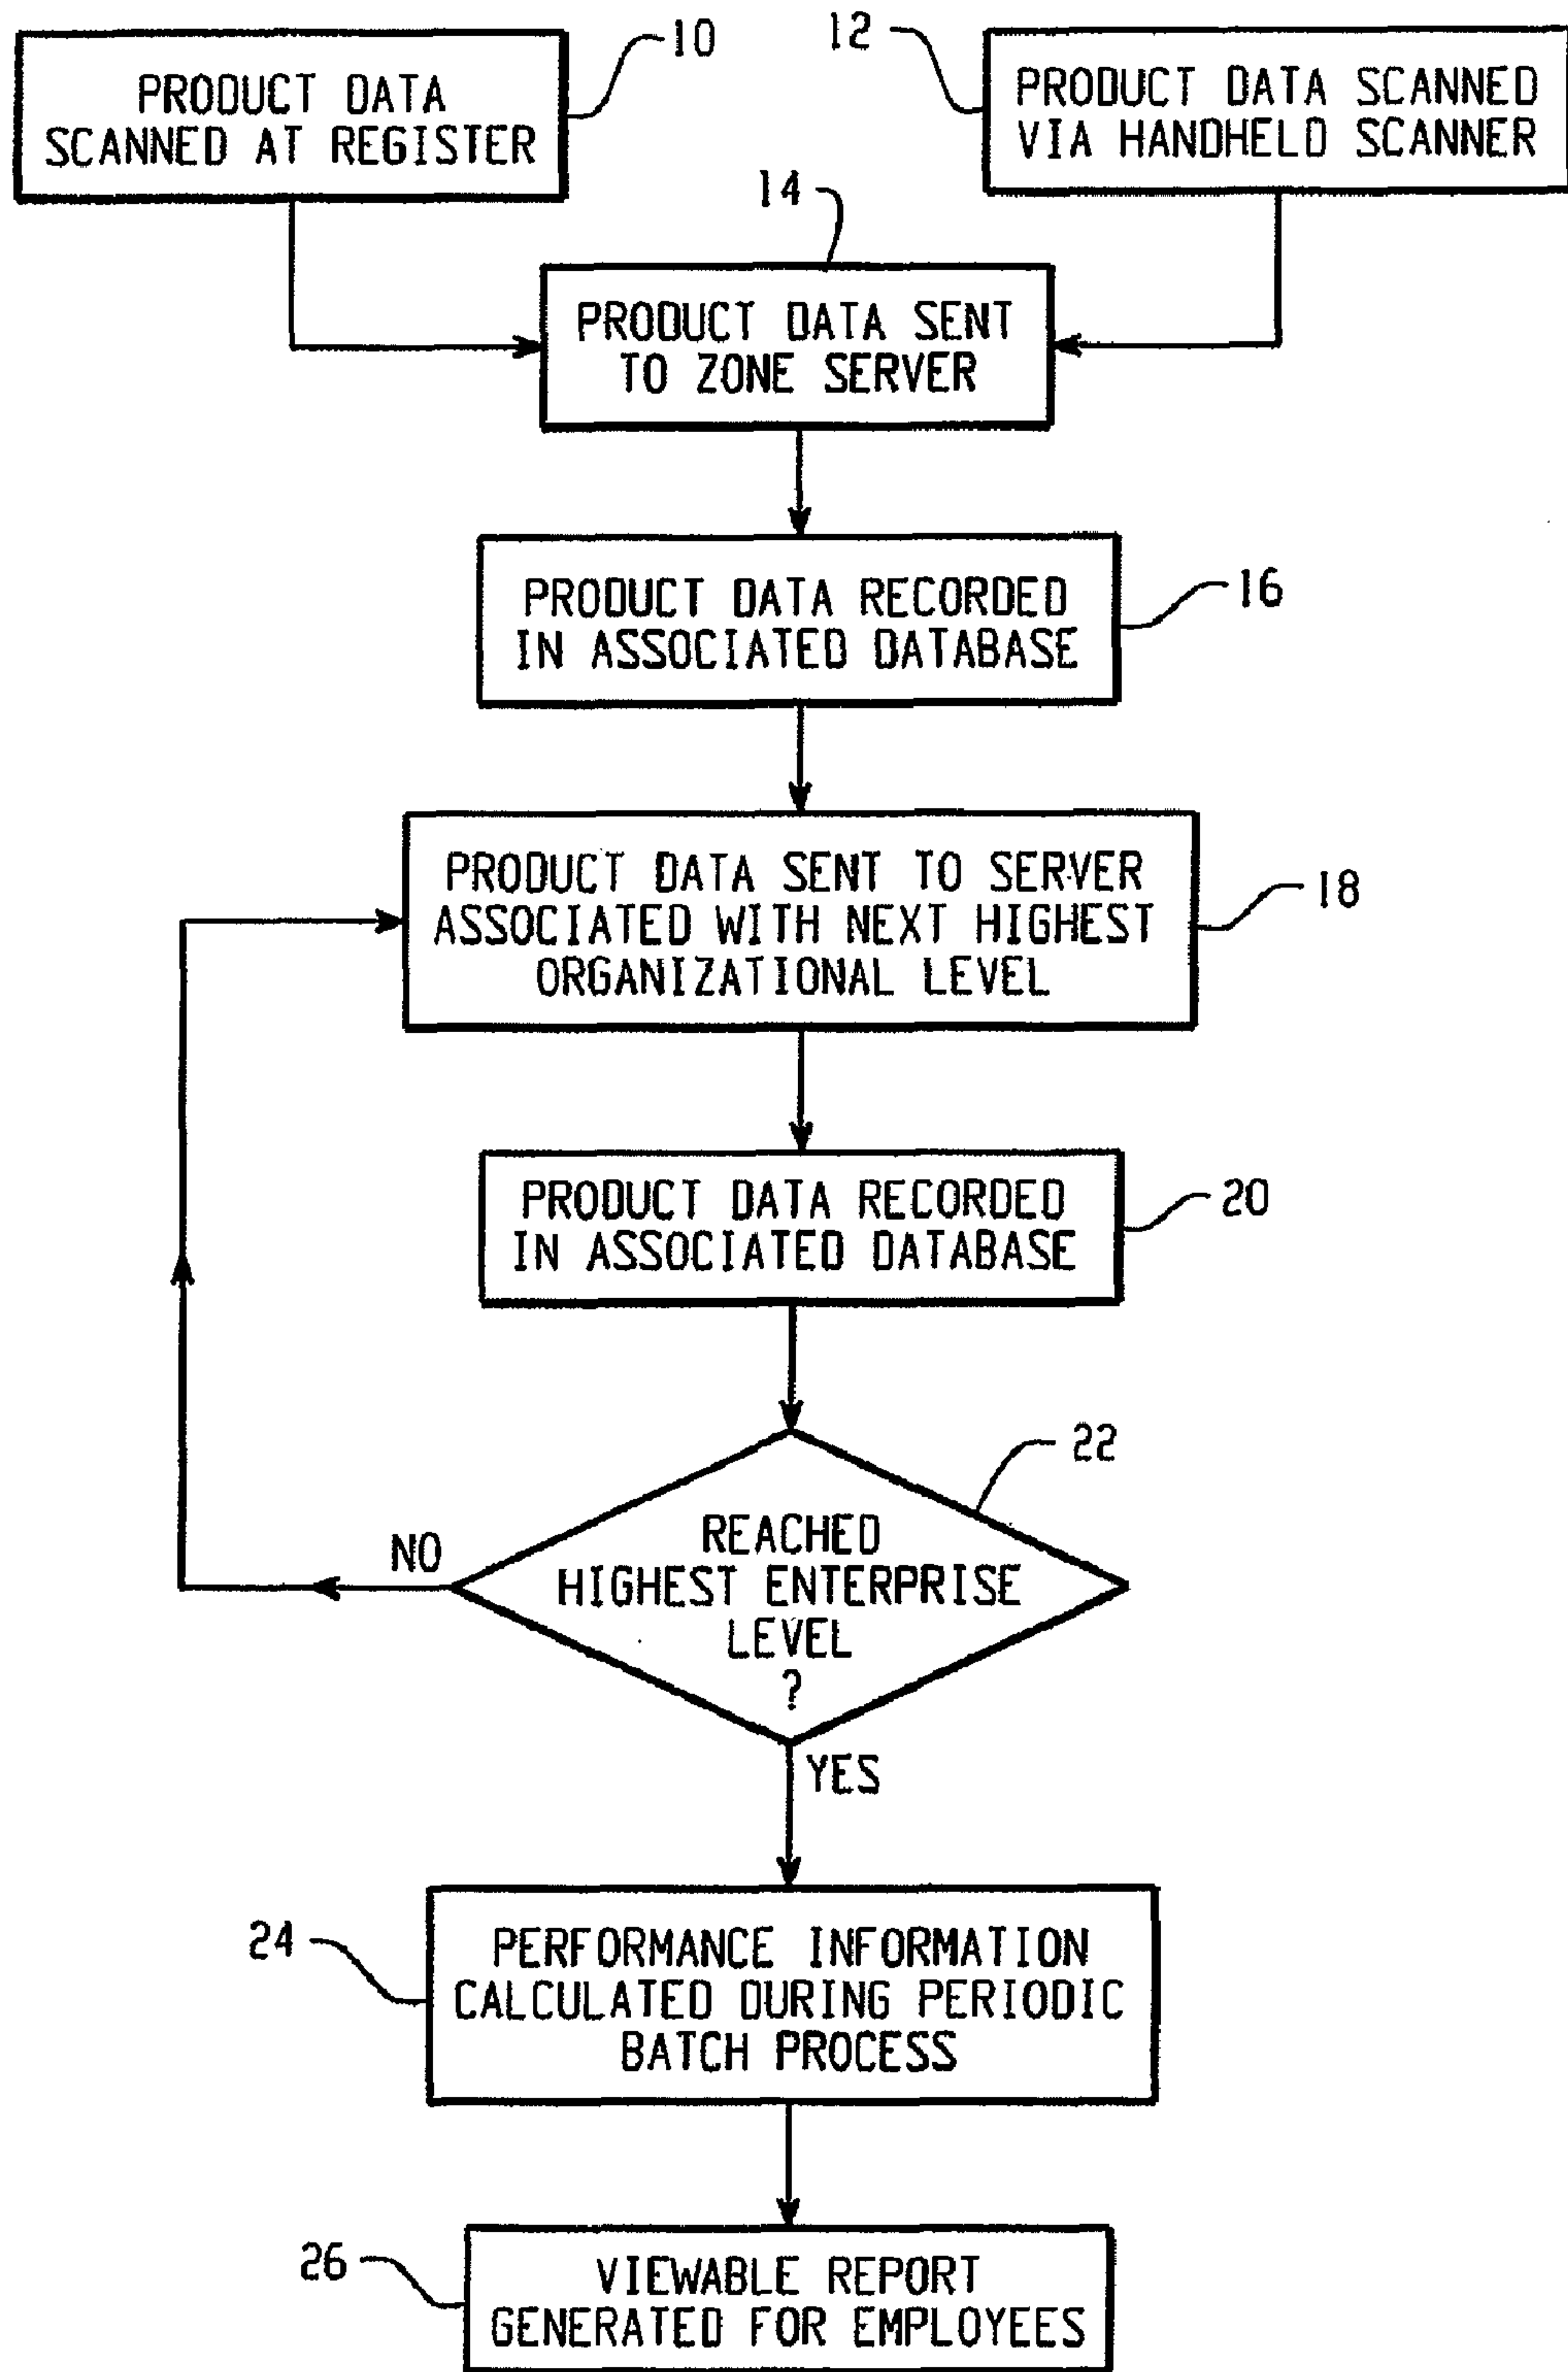 10
12
PRODUCT DATA
SCANNED AT REGISTER
PRODUCT DATA SCANNED
VIA HANDHELD SCANNER
14
PRODUCT DATA SENT
TO ZONE SERVER
PRODUCT DATA RECORDED
IN ASSOCIATED DATABASE
16
PRODUCT DATA SENT TO SERVER
ASSOCIATED WITH NEXT HIGHEST
ORGANIZATIONAL LEVEL
18
PRODUCT DATA RECORDED
IN ASSOCIATED DATABASE
20
22
REACHED
HIGHEST ENTERPRISE
LEVEL
?
NO
YES
24
PERFORMANCE INFORMATION
CALCULATED DURING PERIODIC
BATCH PROCESS
26
VIEWABLE REPORT
GENERATED FOR EMPLOYEES